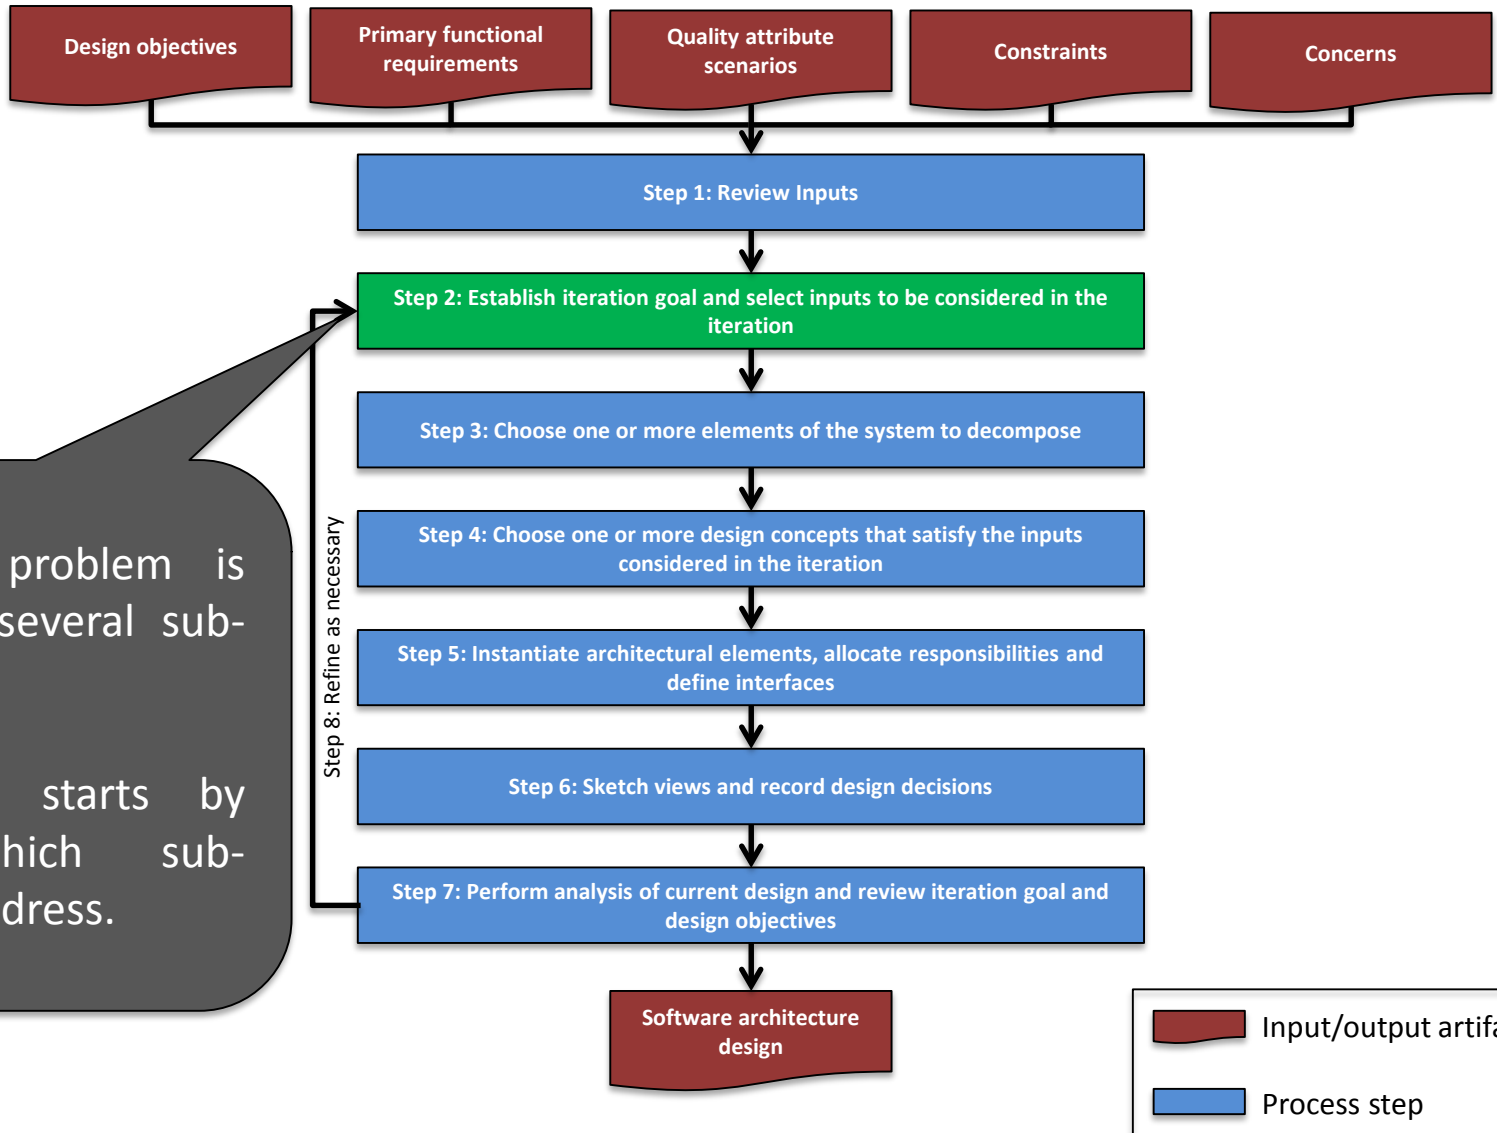 Design objectives
Primary functional
requirements
Quality attribute
scenarios
Constraints
Concerns
Step 1: Review Inputs
Step 2: Establish iteration goal and select inputs to be considered in the
iteration
Step 3: Choose one or more elements of the system to decompose
problem is
several sub-
starts by
sub-
Step 8: Refine as necessary
Step 4: Choose one or more design concepts that satisfy the inputs
considered in the iteration
Step 5: Instantiate architectural elements, allocate responsibilities and
define interfaces
Step 6: Sketch views and record design decisions
Step 7: Perform analysis of current design and review iteration goal and
design objectives
Software architecture
design
Input/output
Process step